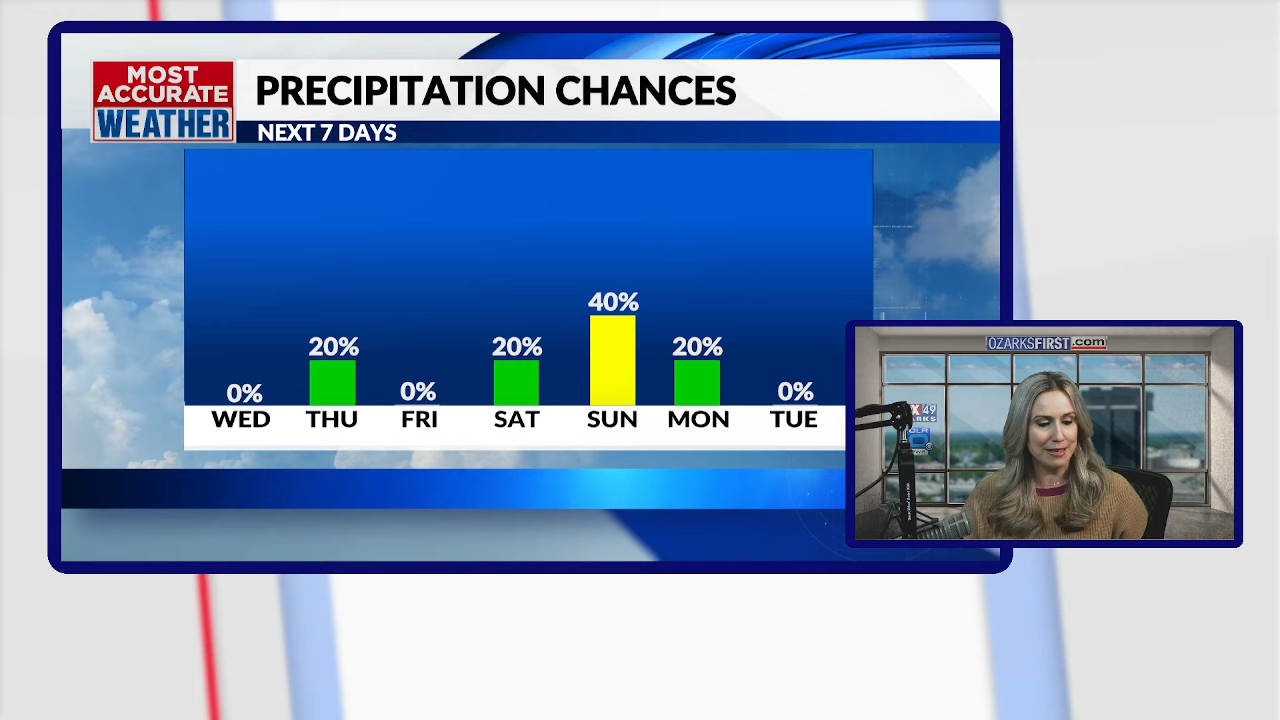 MOST
ACCURATE
WEATHER
PRECIPITATION CHANCES
NEXT 7 DAYS
0%
20%
0%
20%
40%
20%
0%
WED
THU
FRI
SAT
SUN
MON
TUE
OZARKSFIRST.com
49